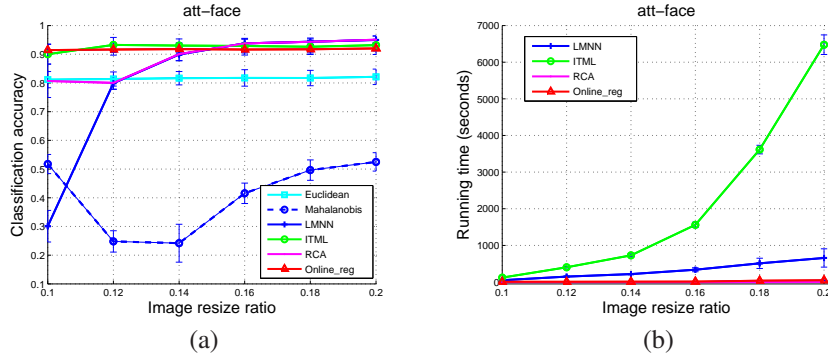 att−face
Classification accuracy
1
0.9
0.8
0.7
0.6
0.5
0.4
0.3
0.2
0.1
0.1 0.12 0.14 0.16 0.18 0.2
Image resize ratio
Euclidean
Mahalanobis
LMNN
ITML
RCA
Online_reg
(a)
att−face
Running time (seconds)
7000
6000
5000
4000
3000
2000
1000
0
0.1 0.12 0.14 0.16 0.18 0.2
Image resize ratio
LMNN
ITML
RCA
Online_reg
(b)